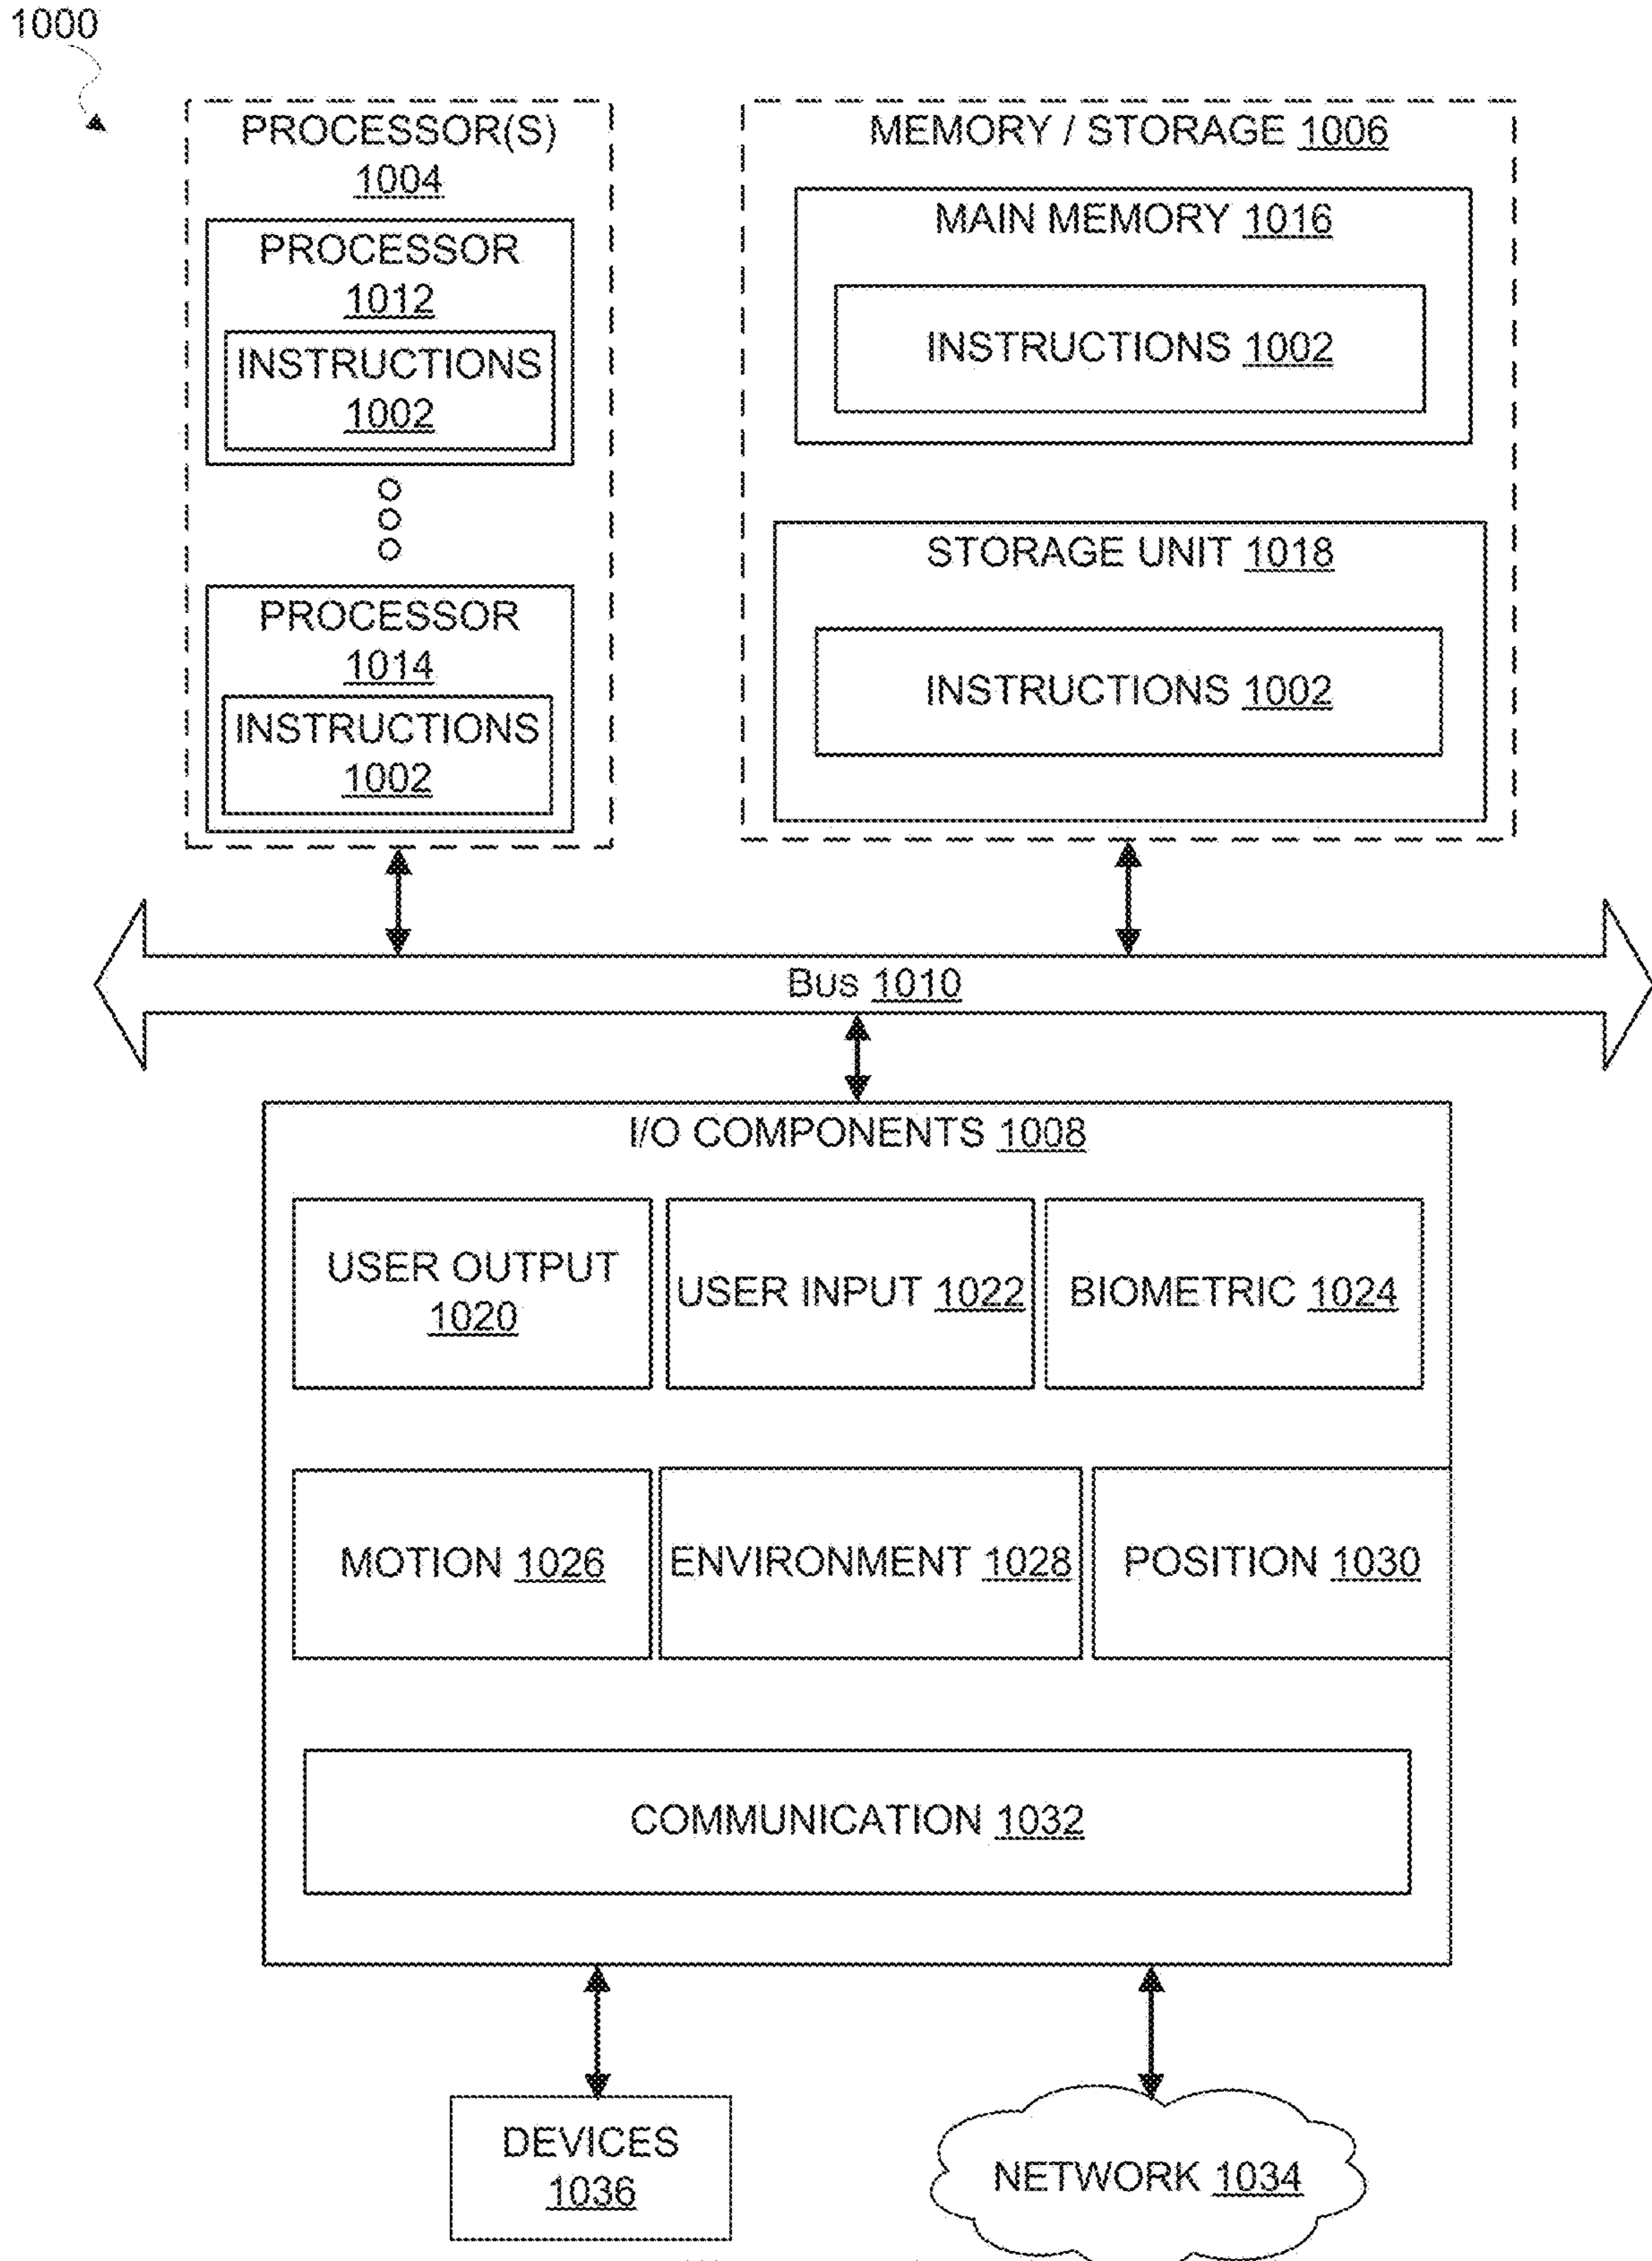 1000
PROCESSOR(S)
1004
PROCESSOR
1012
INSTRUCTIONS
1002
PROCESSOR
1014
INSTRUCTIONS
1002
MEMORY / STORAGE 1006
MAIN MEMORY 1016
INSTRUCTIONS 1002
STORAGE UNIT 1018
INSTRUCTIONS 1002
Bus 1010
I/O COMPONENTS 1008
USER OUTPUT
1020
USER INPUT 1022
BIOMETRIC 1024
MOTION 1026
ENVIRONMENT 1028
POSITION 1030
COMMUNICATION 1032
DEVICES
1036
NETWORK 1034